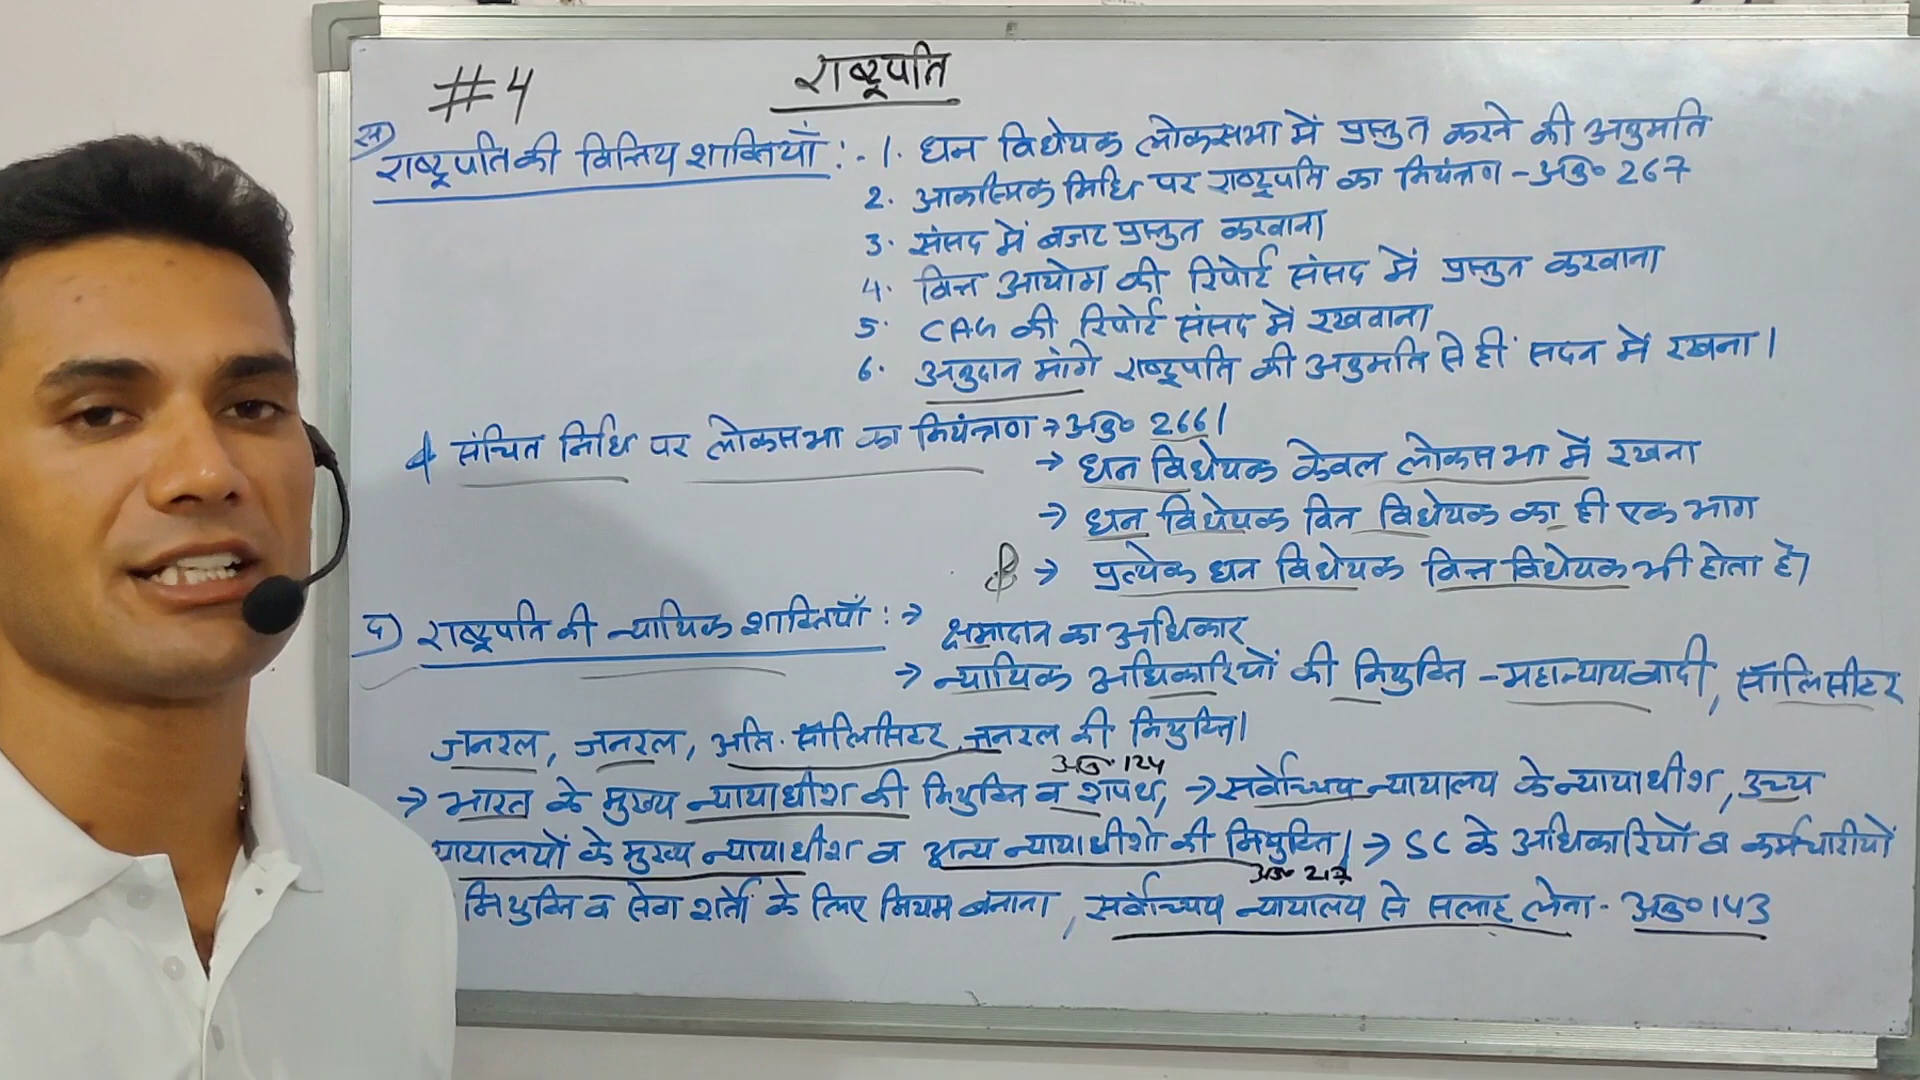 #4
राष्ट्रपति
स) राष्ट्रपति की वित्तिय शक्तियाँ :- 1. धन विधेयक लोकसभा में प्रस्तुत करने की अनुमति
2. आकस्मिक निधि पर राष्ट्रपति का नियंत्रण - अनु० 267
3. संसद में बजट प्रस्तुत करवाना
4. वित्त आयोग की रिपोर्ट संसद में प्रस्तुत करवाना
5. CAG की रिपोर्ट संसद में रखवाना
6. अनुदान मांगे राष्ट्रपति की अनुमति से ही सदन में रखना।
संचित निधि पर लोकसभा का नियंत्रण → अनु० 266।
→ धन विधेयक केवल लोकसभा में रखना
→ धन विधेयक वित विधेयक का ही एक भाग
→ प्रत्येक धन विधेयक वित्त विधेयक भी होता है।
द) राष्ट्रपति की न्यायिक शक्तियाँ : → क्षमादान का अधिकार
→ न्यायिक अधिकारियों की नियुक्ति - महान्यायवादी, सॉलिसीटर
जनरल, जनरल, अति. सॉलिसिटर जनरल की नियुक्ति।
अनु. 124
→ भारत के मुख्य न्यायाधीश की नियुक्ति व शपथ, → सर्वोच्चय न्यायालय के न्यायाधीश, उच्च
यायालयों के मुख्य न्यायाधीश व अन्य न्यायाधीशो की नियुक्ति। → SC के अधिकारियों व कर्मचारीयों
अनु. 217
नियुक्ति व सेवा शर्तो के लिए नियम बनाना, सर्वोच्चय न्यायालय से सलाह लेना - अनु० 143